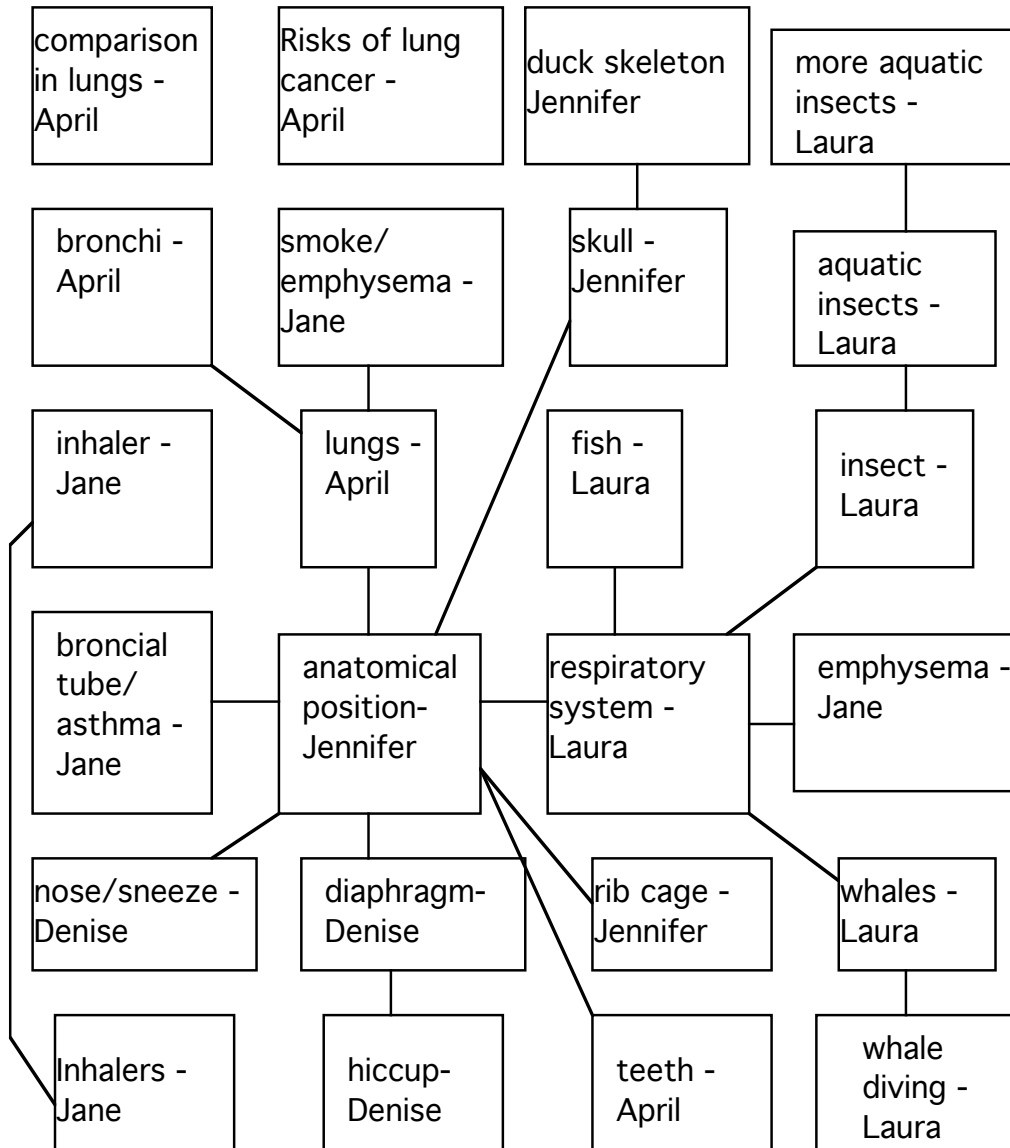 comparison
in lungs -
April
Risks of lung
cancer -
April
duck skeleton
Jennifer
more aquatic
insects -
Laura
bronchi -
April
smoke/
emphysema -
Jane
skull -
Jennifer
aquatic
insects -
Laura
inhaler -
Jane
lungs -
April
fish -
Laura
insect -
Laura
broncial
tube/
asthma -
Jane
anatomical
position-
Jennifer
respiratory
system -
Laura
emphysema -
Jane
nose/sneeze -
Denise
diaphragm-
Denise
rib cage -
Jennifer
whales -
Laura
Inhalers -
Jane
hiccup-
Denise
teeth -
April
whale
diving -
Laura